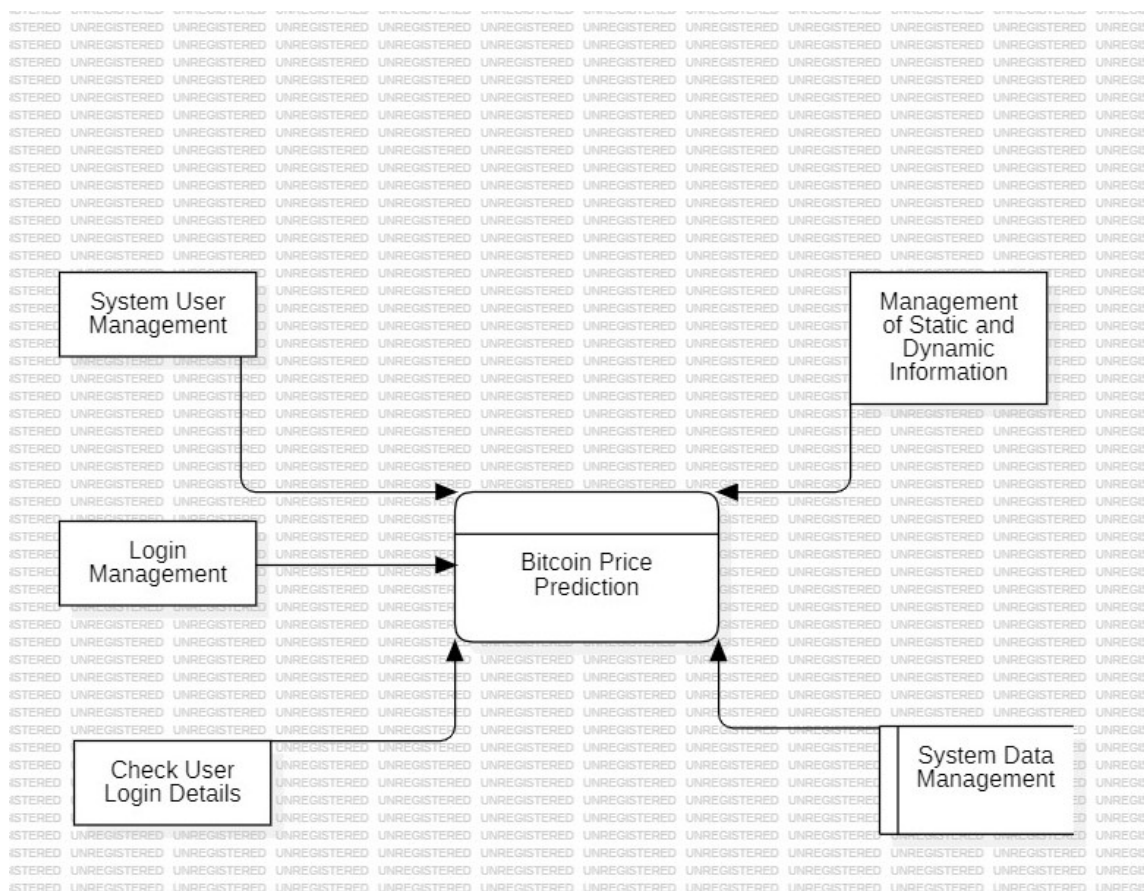 System User
Management
Management
of Static and
Dynamic
Information
Login
Management
Bitcoin Price
Prediction
Check User
Login Details
System Data
Management
UNREGISTERED